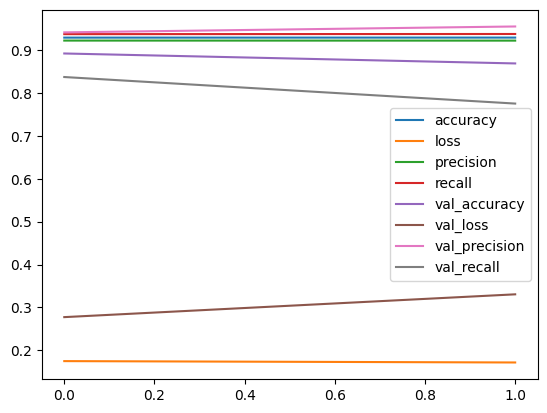 0.9
0.8
0.7
0.6
0.5
0.4
0.3
0.2
accuracy
loss
precision
recall
val_accuracy
val_loss
val_precision
val_recall
0.0 0.2 0.4 0.6 0.8 1.0